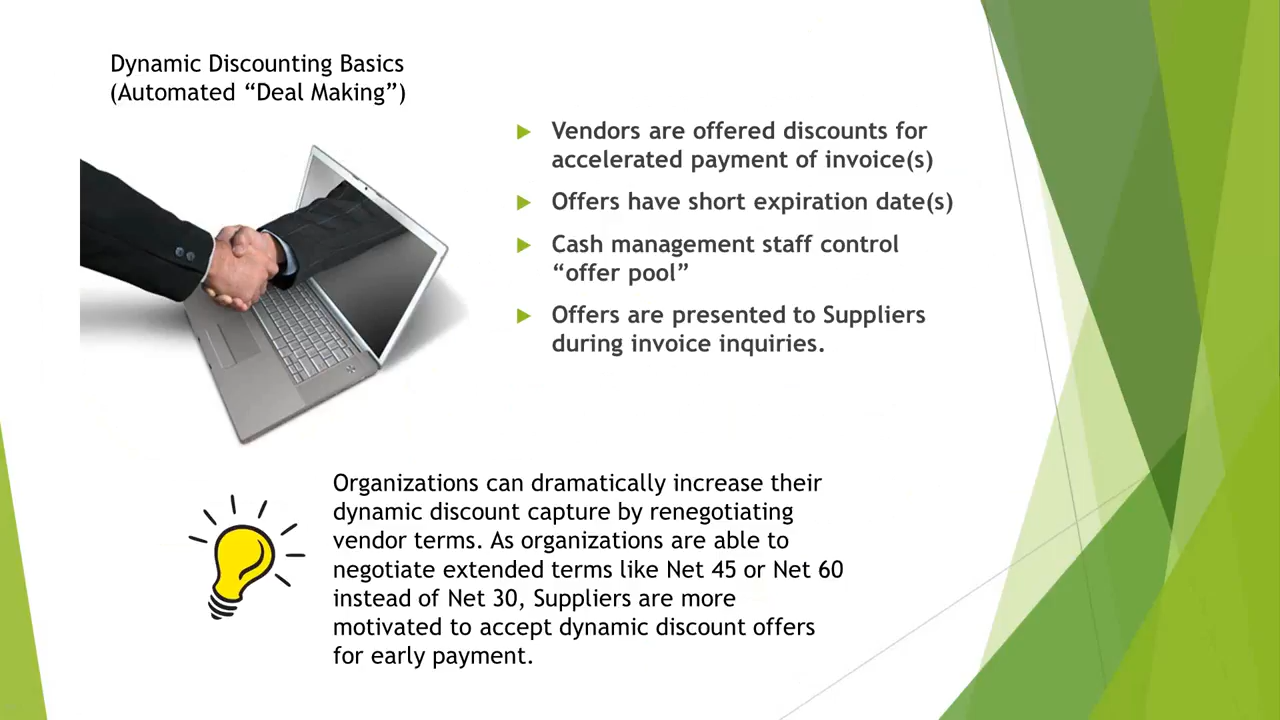 Dynamic Discounting Basics
(Automated “Deal Making”)
Vendors are offered discounts for
accelerated payment of invoice(s)
Offers have short expiration date(s)
Cash management staff control
“offer pool”
Offers are presented to Suppliers
during invoice inquiries.
Organizations can dramatically increase their
dynamic discount capture by renegotiating
vendor terms. As organizations are able to
negotiate extended terms like Net 45 or Net 60
instead of Net 30, Suppliers are more
motivated to accept dynamic discount offers
for early payment.